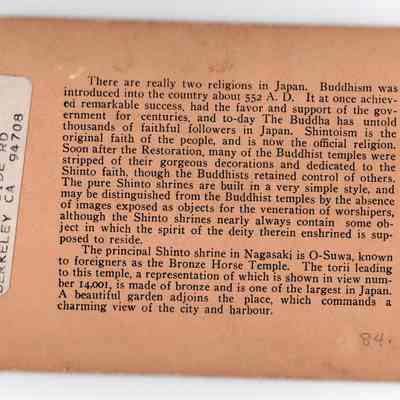 There are really two religions in Japan. Buddhism was
introduced into the country about 552 A. D. It at once achiev-
ed remarkable success, had the favor and support of the gov-
ernment for centuries, and to-day The Buddha has untold
thousands of faithful followers in Japan. Shintoism is the
original faith of the people, and is now the official religion.
Soon after the Restoration, many of the Buddhist temples were
stripped of their gorgeous decorations and dedicated to the
Shinto faith, though the Buddhists retained control of others.
The pure Shinto shrines are built in a very simple style, and
may be distinguished from the Buddhist temples by the absence
of images exposed as objects for the veneration of worshipers,
although the Shinto shrines nearly always contain some ob-
ject in which the spirit of the deity therein enshrined is sup-
posed to reside.
The principal Shinto shrine in Nagasaki is O-Suwa, known
to foreigners as the Bronze Horse Temple. The torii leading
to this temple, a representation of which is shown in view num-
ber 14,001, is made of bronze and is one of the largest in Japan.
A beautiful garden adjoins the place, which commands a
charming view of the city and harbour.
84.
RD
BERKELEY CA 94708